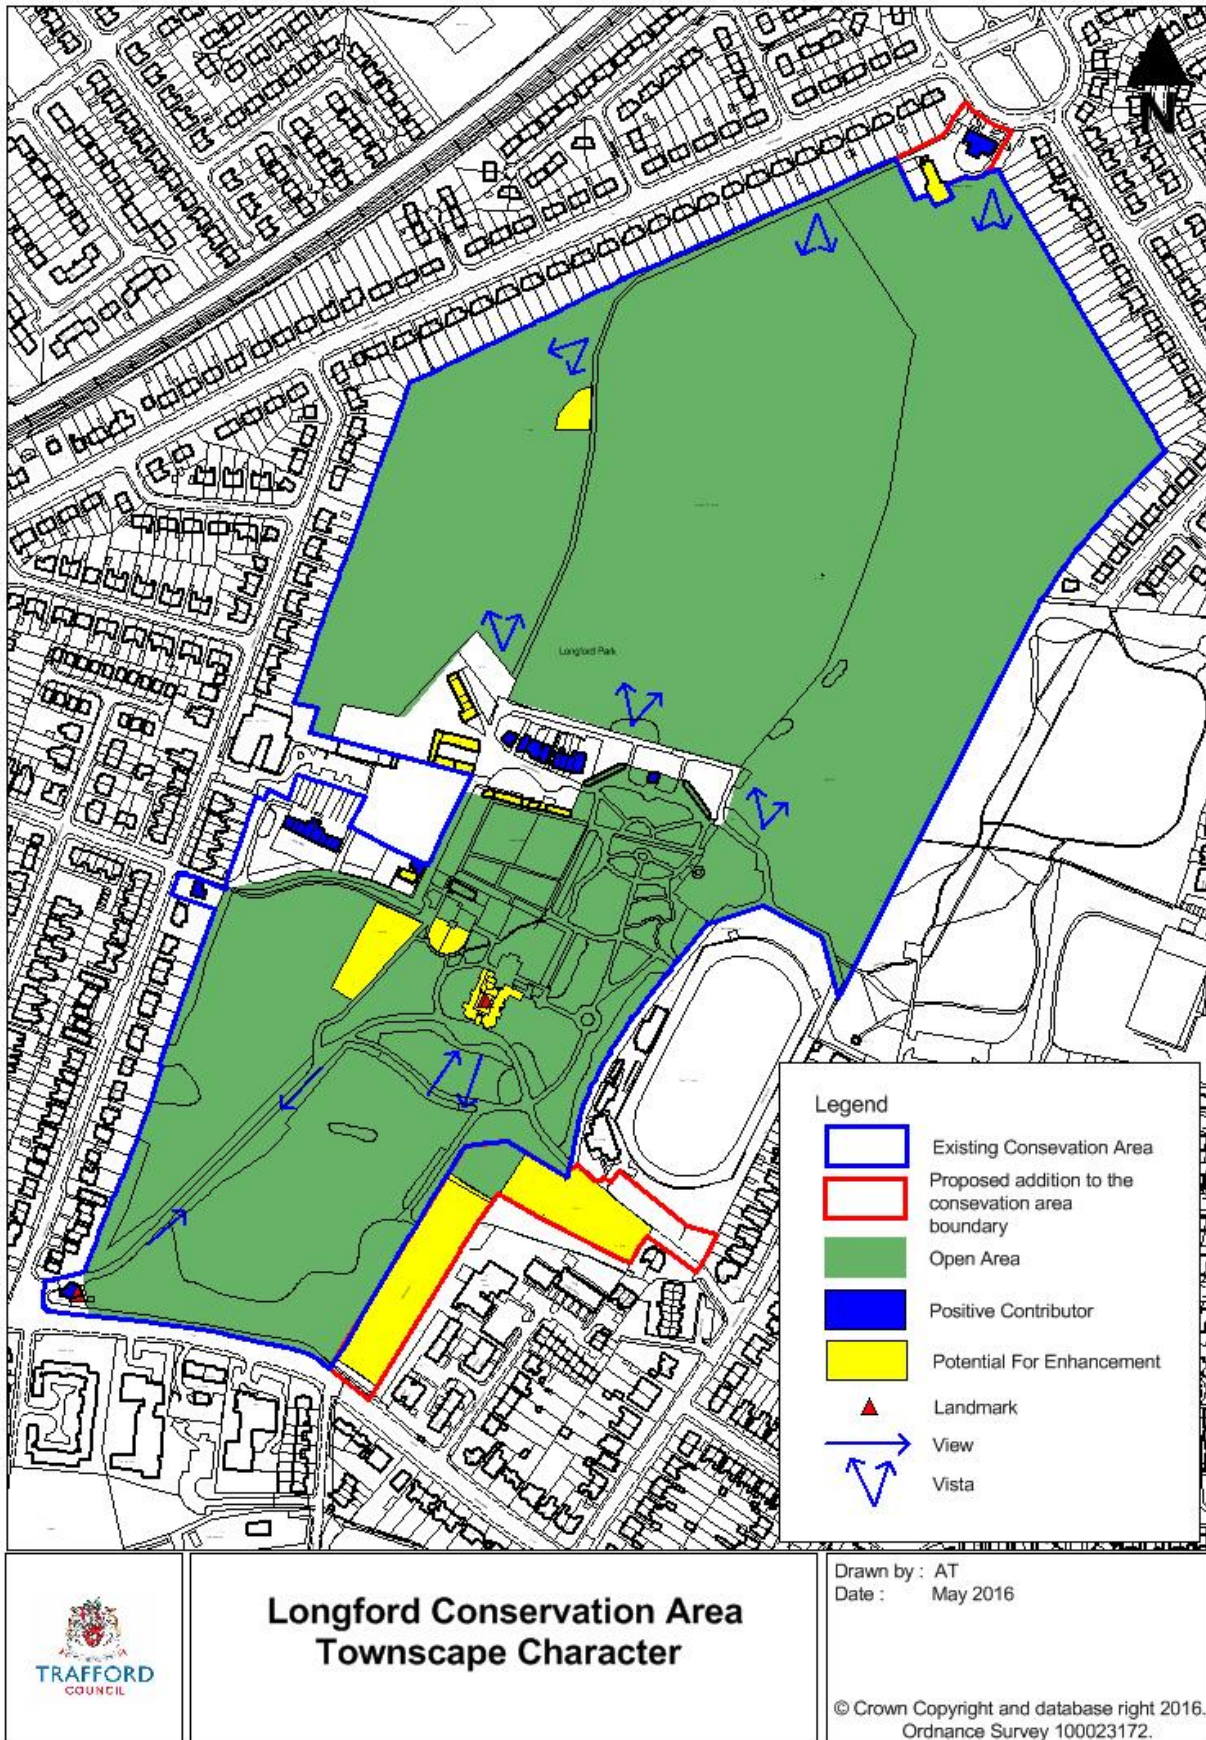 N
Longford Park
Legend
Existing Consevation Area
Proposed addition to the
consevation area
boundary
Open Area
Positive Contributor
Potential For Enhancement
Landmark
View
Vista
TRAFFORD
COUNCIL
Longford Conservation Area
Townscape Character
Drawn by : AT
Date : May 2016
© Crown Copyright and database right 2016.
Ordnance Survey 100023172.